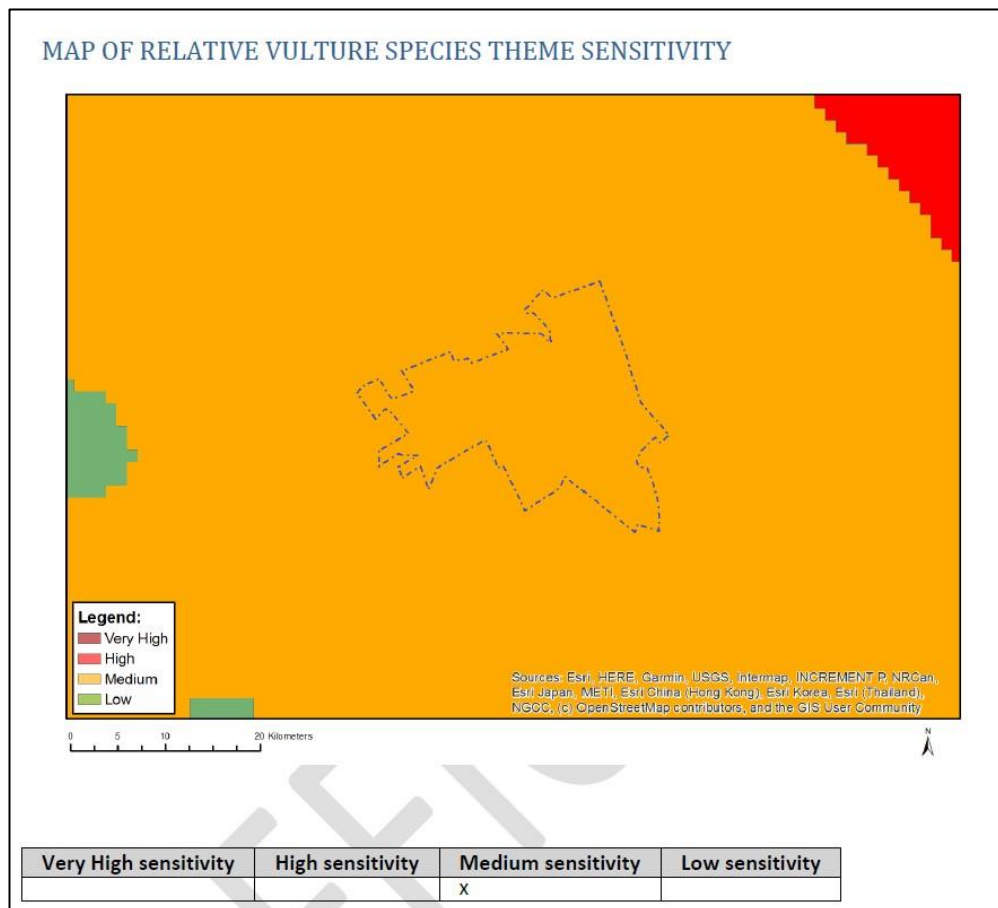 MAP OF RELATIVE VULTURE SPECIES THEME SENSITIVITY
Legend:
Very High
High
Medium
Low
Sources: Esri, HERE, Garmin, USGS, Intermap, INCREMENT P, NRCan,
Esri Japan, METI, Esri China (Hong Kong), Esri Korea, Esri (Thailand),
NGCC, (c) OpenStreetMap contributors, and the GIS User Community
0 5 10 20 Kilometers
N
Very High sensitivity High sensitivity Medium sensitivity Low sensitivity
X